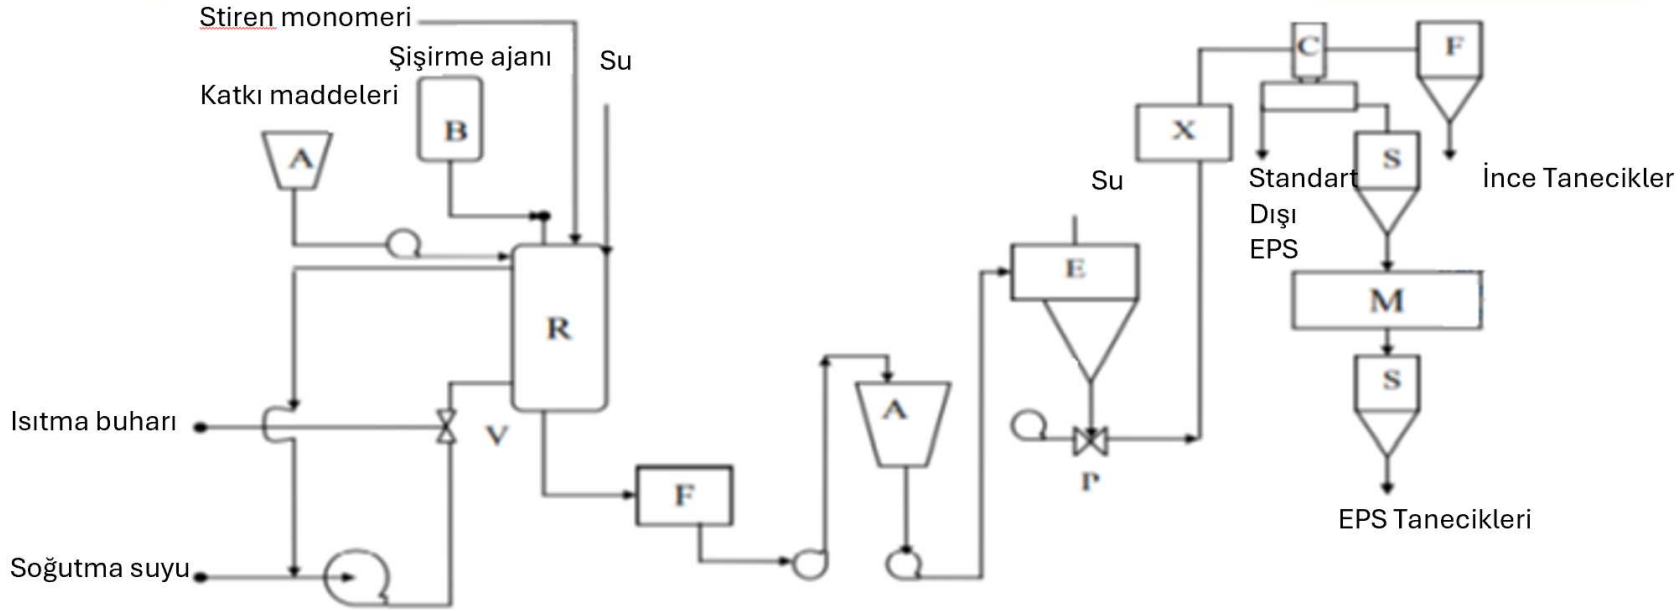 Stiren monomeri
Şişirme ajanı
Su
Katkı maddeleri
B
A
R
Isıtma buharı
V
Soğutma suyu
F
A
Su
E
P
X
C
F
S
Standart
Dışı
EPS
İnce Tanecikler
M
S
EPS Tanecikleri